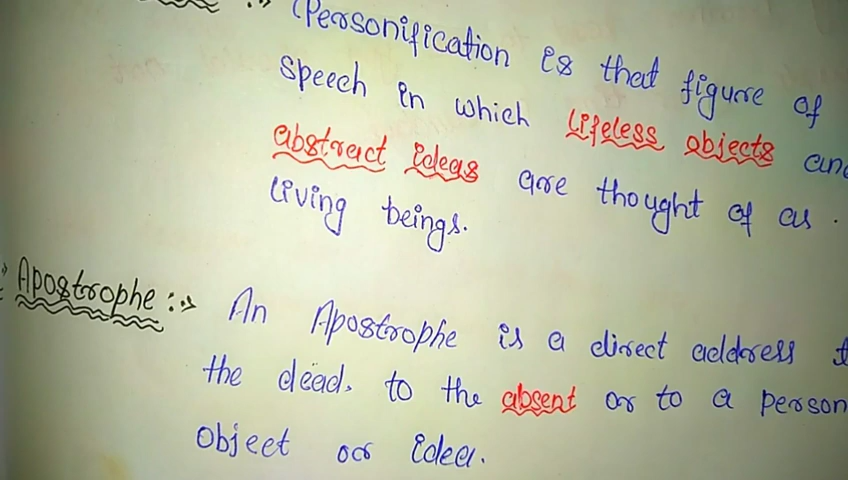 (Personification is that figure of
speech in which lifeless objects and
abstract ideas are thought of as
living beings.
Apostrophe :- An Apostrophe is a direct address
the dead, to the absent or to a person
Object or idea.